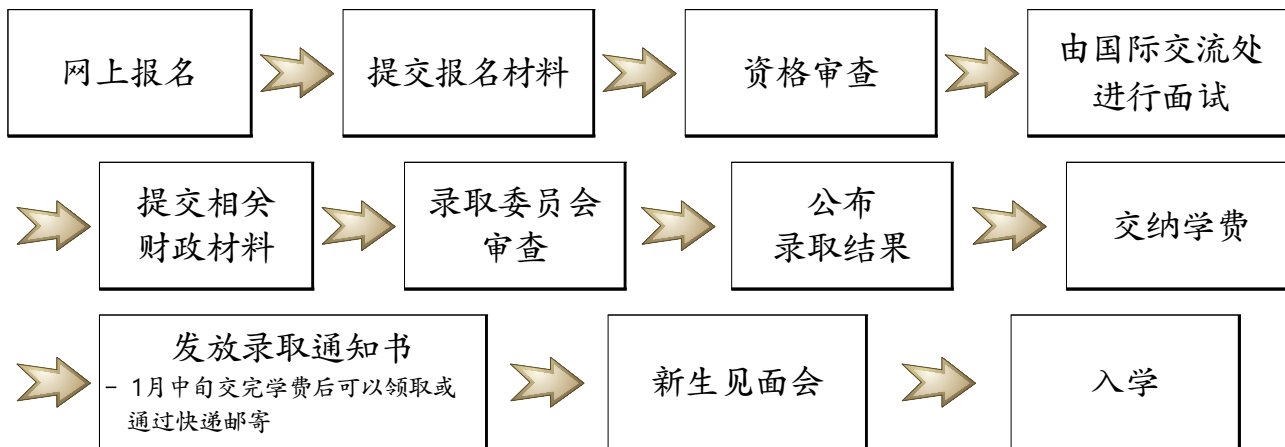 网上报名
提交报名材料
资格审查
由国际交流处
进行面试
提交相关
财政材料
录取委员会
审查
公布
录取结果
交纳学费
发放录取通知书
- 1月中旬交完学费后可以领取或
通过快递邮寄
新生见面会
入学